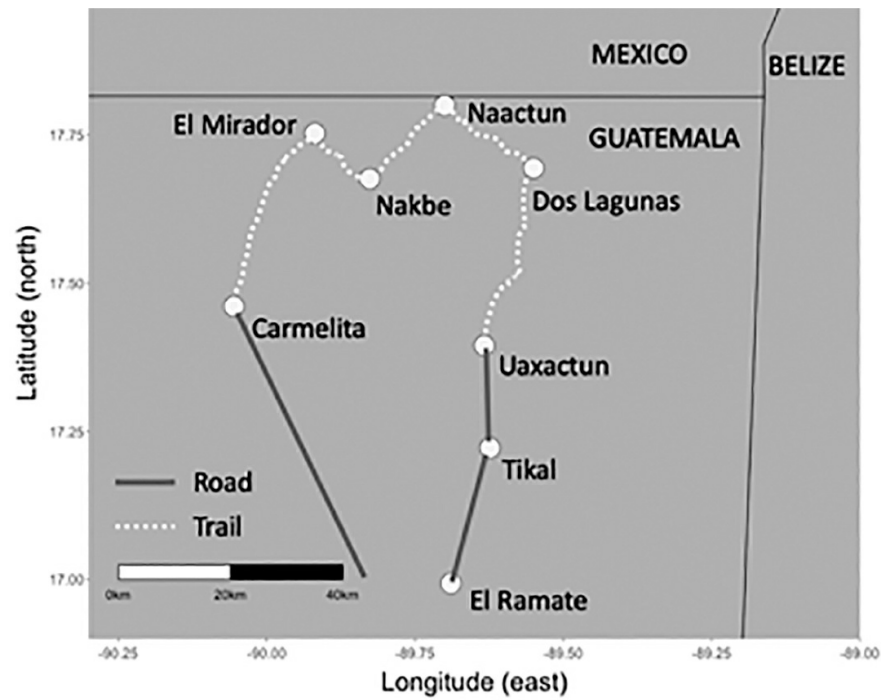 MEXICO
BELIZE
El Mirador
Naactun
17.75
GUATEMALA
Nakbe
Dos Lagunas
17.50
Carmelita
Uaxactun
Latitude (north)
17.25
Tikal
Road
Trail
17.00
0km 20km 40km
El Ramate
-90.25 -90.00 -89.75 -89.50 -89.25 -89.00
Longitude (east)